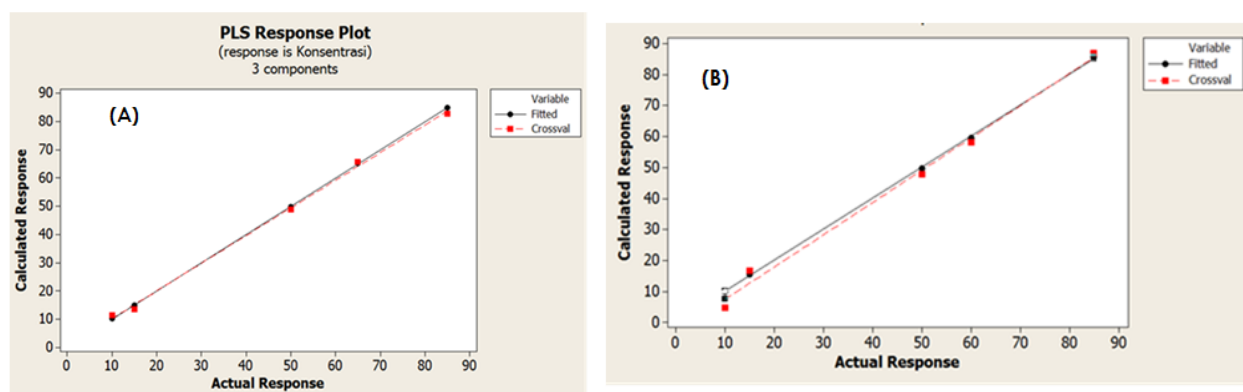 PLS Response Plot
(response is Konsentrasi)
3 components
(A)
Variable
Fitted
Crossval
Calculated Response
90
80
70
60
50
40
30
20
10
0
0 10 20 30 40 50 60 70 80 90
Actual Response
(B)
Variable
Fitted
Crossval
Calculated Response
90
80
70
60
50
40
30
20
10
0
0 10 20 30 40 50 60 70 80 90
Actual Response